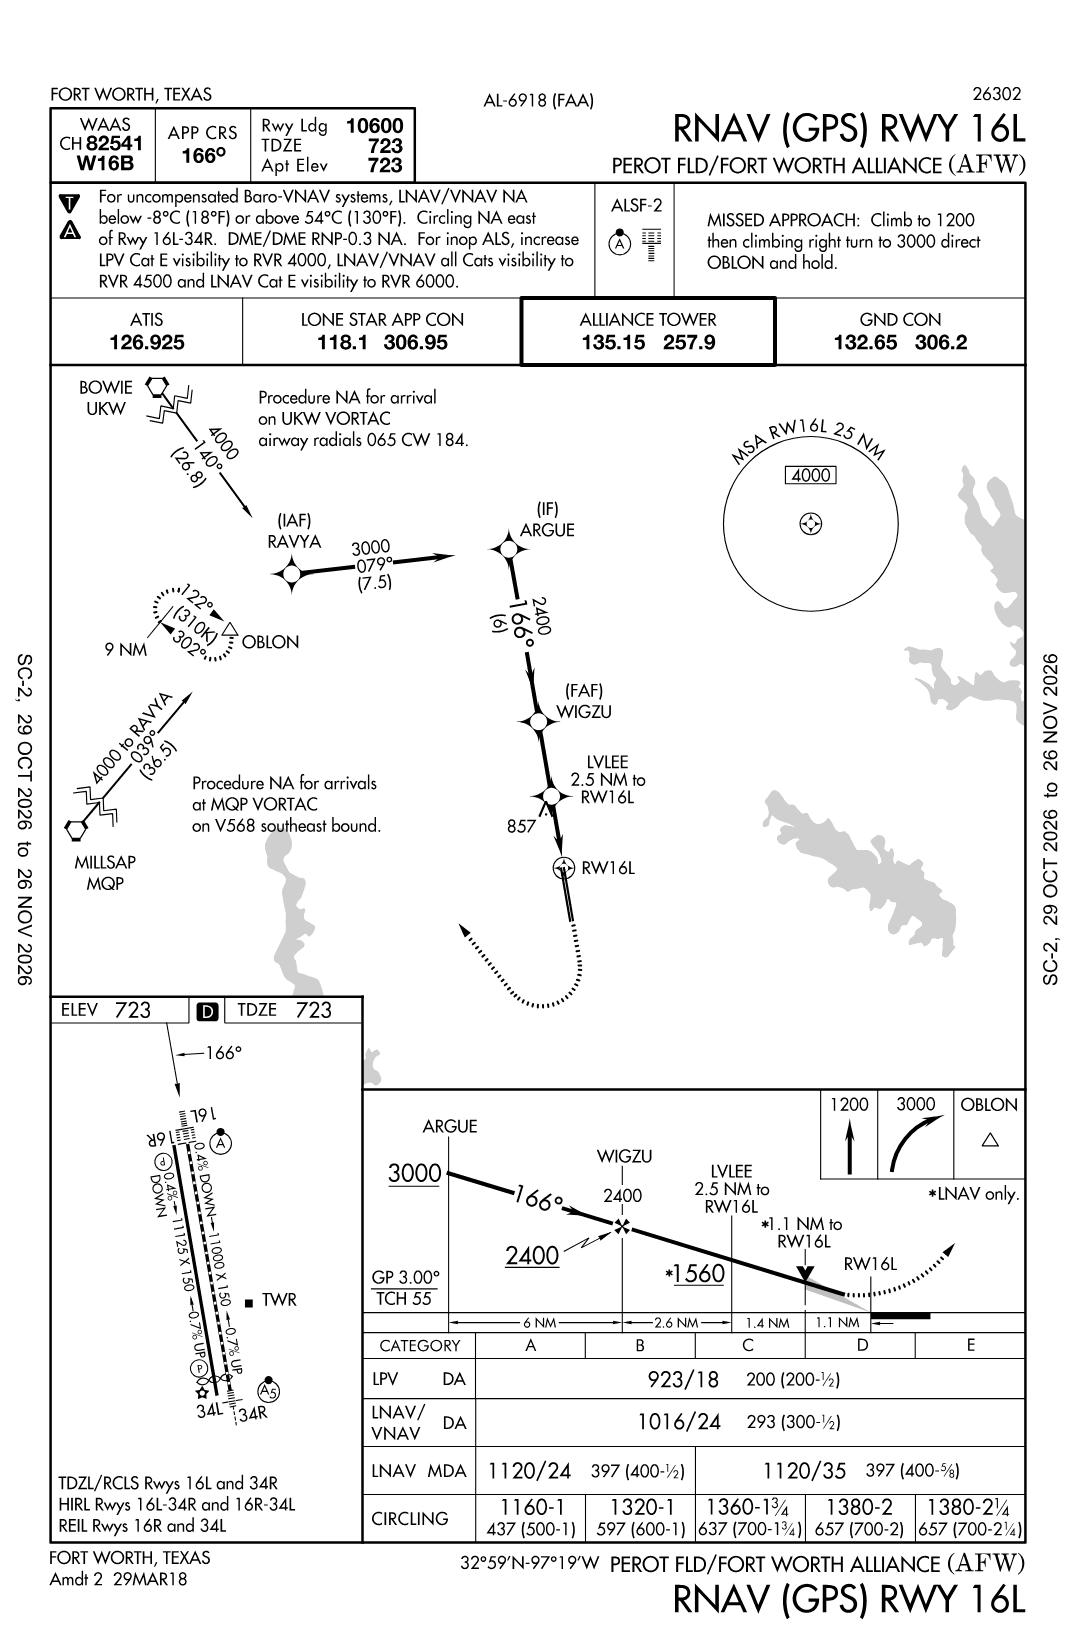 FORT WORTH, TEXAS
AL-6918 (FAA)
26302
RNAV (GPS) RWY 16L
PEROT FLD/FORT WORTH ALLIANCE (AFW)
WAAS
CH 82541
W16B
APP CRS
166°
Rwy Ldg 10600
TDZE 723
Apt Elev 723
T
A
For uncompensated Baro-VNAV systems, LNAV/VNAV NA
below -8°C (18°F) or above 54°C (130°F). Circling NA east
of Rwy 16L-34R. DME/DME RNP-0.3 NA. For inop ALS, increase
LPV Cat E visibility to RVR 4000, LNAV/VNAV all Cats visibility to
RVR 4500 and LNAV Cat E visibility to RVR 6000.
ALSF-2
A
MISSED APPROACH: Climb to 1200
then climbing right turn to 3000 direct
OBLON and hold.
ATIS
126.925
LONE STAR APP CON
118.1 306.95
ALLIANCE TOWER
135.15 257.9
GND CON
132.65 306.2
BOWIE
UKW
4000
140°
(26.8)
Procedure NA for arrival
on UKW VORTAC
airway radials 065 CW 184.
MSA RW16L 25 NM
4000
(IAF)
RAVYA
3000
079°
(7.5)
(IF)
ARGUE
2400
166°
(6)
122°
(310K)
302°
9 NM
OBLON
(FAF)
WIGZU
4000 to RAVYA
039°
(36.5)
LVLEE
2.5 NM to
RW16L
857
Procedure NA for arrivals
at MQP VORTAC
on V568 southeast bound.
MILLSAP
MQP
RW16L
SC-2, 29 OCT 2026 to 26 NOV 2026
SC-2, 29 OCT 2026 to 26 NOV 2026
ELEV 723
D
TDZE 723
166°
16L
16R
A
P
0.4%
DOWN
0.4% DOWN
11125 X 150
11000 X 150
0.7% UP
0.7% UP
P
TWR
A5
34L
34R
TDZL/RCLS Rwys 16L and 34R
HIRL Rwys 16L-34R and 16R-34L
REIL Rwys 16R and 34L
1200
3000
OBLON
*LNAV only.
ARGUE
3000
166°
WIGZU
2400
2400
LVLEE
2.5 NM to
RW16L
*1.1 NM to
RW16L
*1560
RW16L
GP 3.00°
TCH 55
6 NM
2.6 NM
1.4 NM
1.1 NM
CATEGORY A B C D E
LPV DA 923/18 200 (200-½)
LNAV/
VNAV DA 1016/24 293 (300-½)
LNAV MDA 1120/24 397 (400-½) 1120/35 397 (400-⅝)
CIRCLING
1160-1
437 (500-1)
1320-1
597 (600-1)
1360-1¾
637 (700-1¾)
1380-2
657 (700-2)
1380-2¼
657 (700-2¼)
FORT WORTH, TEXAS
Amdt 2 29MAR18
32°59'N-97°19'W
PEROT FLD/FORT WORTH ALLIANCE (AFW)
RNAV (GPS) RWY 16L